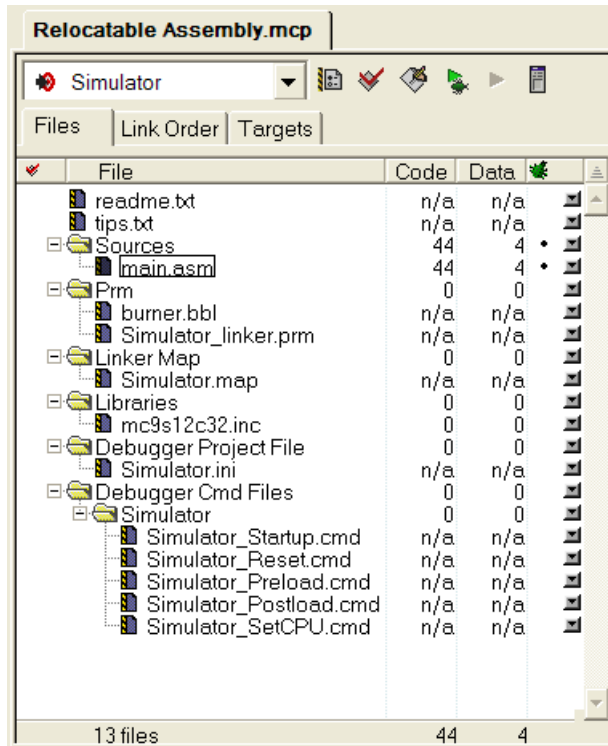 Relocatable Assembly.mcp
Simulator
Files Link Order Targets
File Code Data
readme.txt n/a n/a
tips.txt n/a n/a
Sources 44 4 •
main.asm 44 4 •
Prm 0 0
burner.bbl n/a n/a
Simulator_linker.prm n/a n/a
Linker Map 0 0
Simulator.map n/a n/a
Libraries 0 0
mc9s12c32.inc 0 0
Debugger Project File 0 0
Simulator.ini n/a n/a
Debugger Cmd Files 0 0
Simulator 0 0
Simulator_Startup.cmd n/a n/a
Simulator_Reset.cmd n/a n/a
Simulator_Preload.cmd n/a n/a
Simulator_Postload.cmd n/a n/a
Simulator_SetCPU.cmd n/a n/a
13 files 44 4